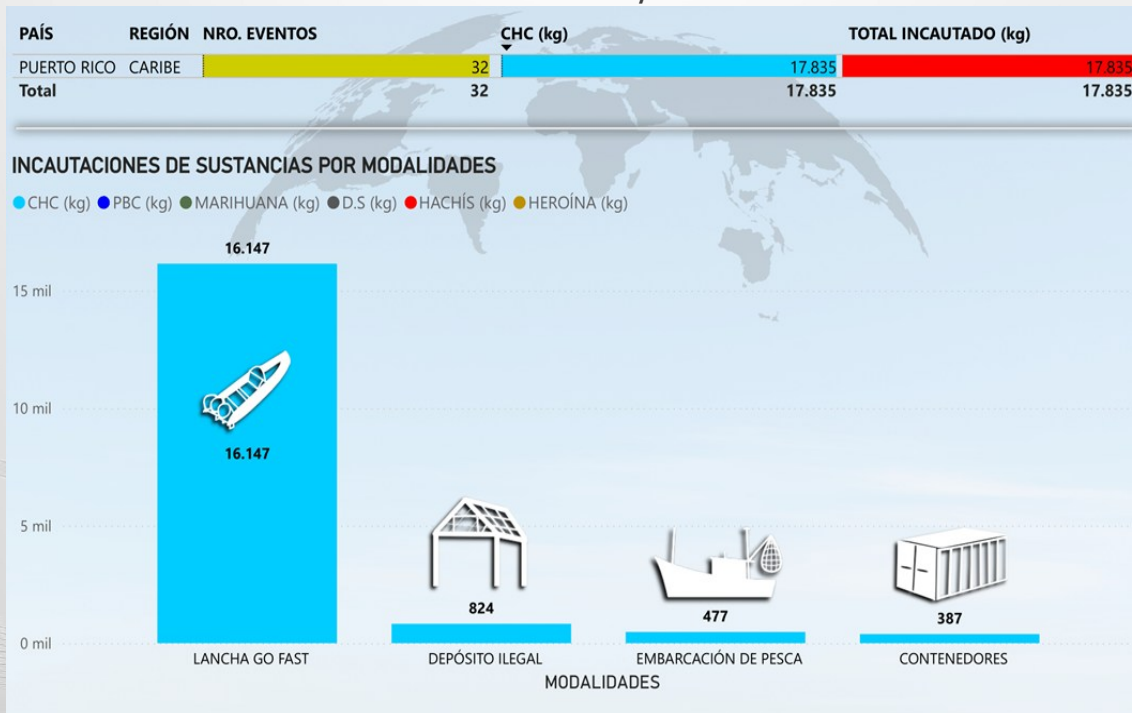 PAÍS REGIÓN NRO. EVENTOS CHC (kg) TOTAL INCAUTADO (kg)
PUERTO RICO CARIBE 32 17.835 17.835
Total 32 17.835 17.835
INCAUTACIONES DE SUSTANCIAS POR MODALIDADES
CHC (kg) PBC (kg) MARIHUANA (kg) D.S (kg) HACHÍS (kg) HEROÍNA (kg)
16.147
15 mil
10 mil
16.147
5 mil
824
477
387
0 mil
LANCHA GO FAST DEPÓSITO ILEGAL EMBARCACIÓN DE PESCA CONTENEDORES
MODALIDADES